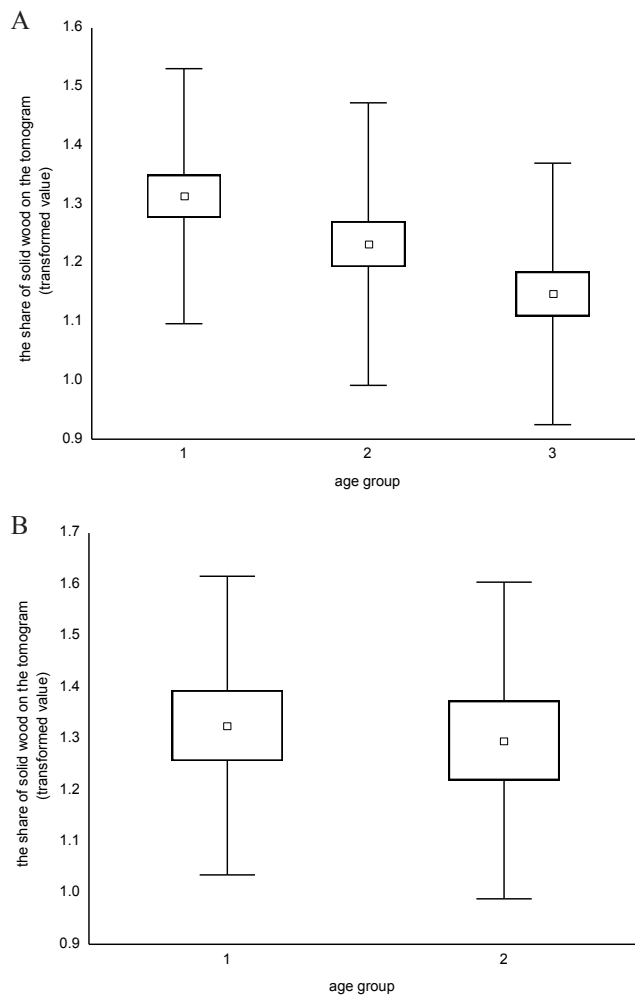 A
1.6
1.5
1.4
1.3
1.2
1.1
1.0
0.9
the share of solid wood on the tomogram
(transformed value)
1 2 3
age group
B
1.7
1.6
1.5
1.4
1.3
1.2
1.1
1.0
0.9
the share of solid wood on the tomogram
(transformed value)
1 2
age group